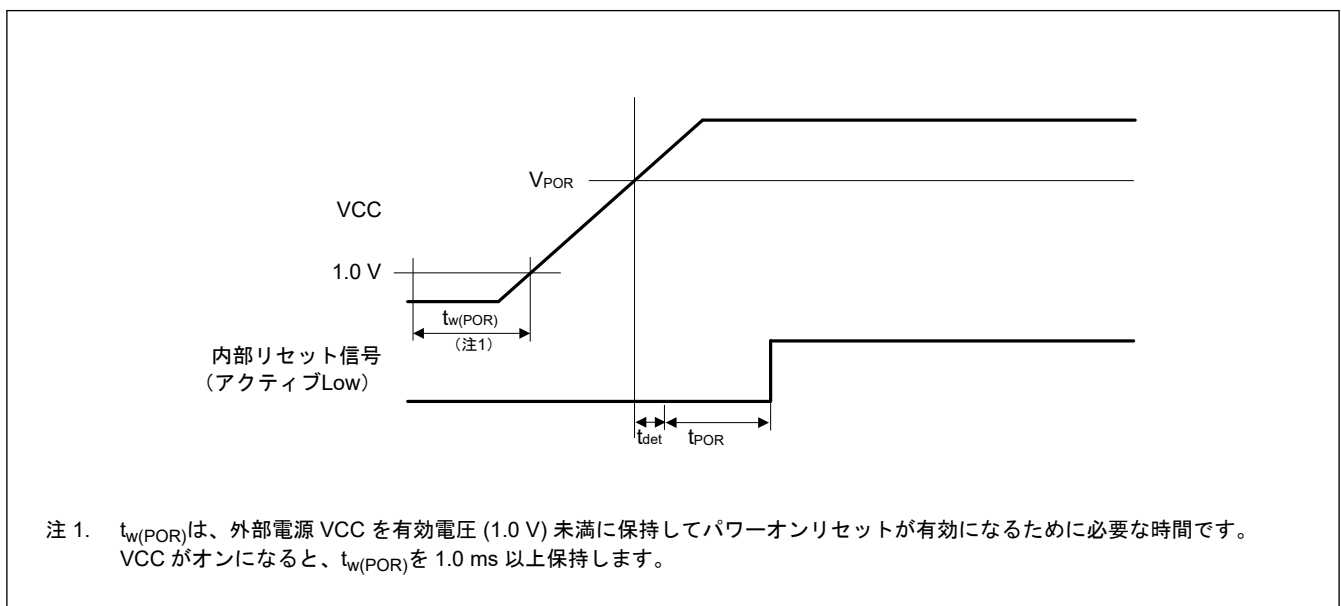 VPOR
VCC
1.0 V
tw(POR)
（注1）
内部リセット信号
（アクティブLow）
tdet
tPOR
注 1. tw(POR)は、外部電源 VCC を有効電圧 (1.0 V) 未満に保持してパワーオンリセットが有効になるために必要な時間です。
VCC がオンになると、tw(POR)を 1.0 ms 以上保持します。